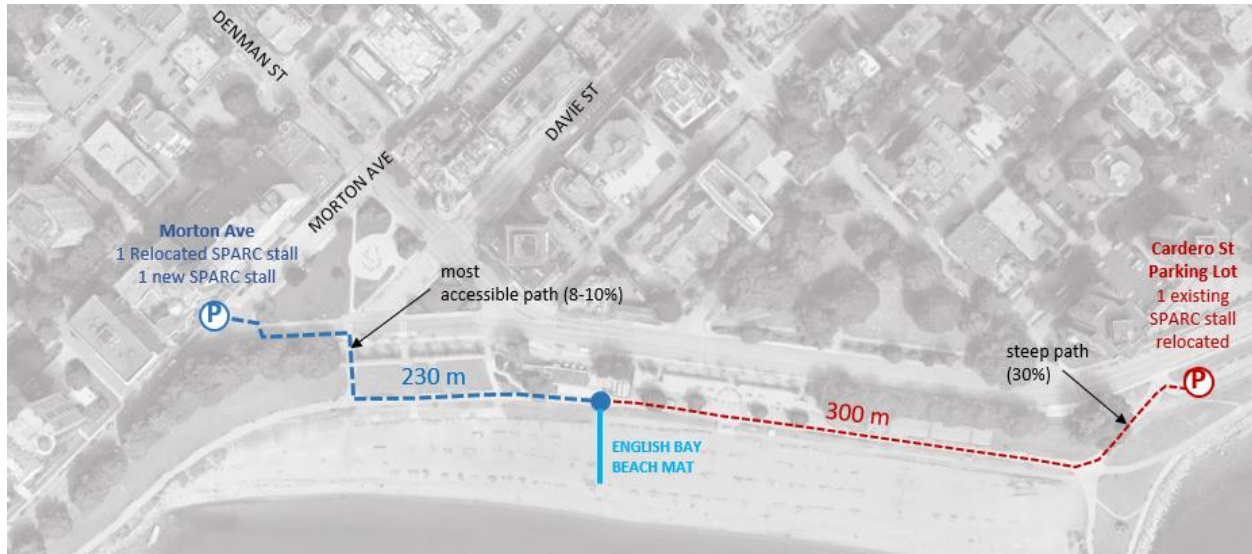 DENMAN ST
DAVIE ST
MORTON AVE
Morton Ave
1 Relocated SPARC stall
1 new SPARC stall
P
most
accessible path (8-10%)
230 m
ENGLISH BAY
BEACH MAT
300 m
steep path
(30%)
Cardero St
Parking Lot
1 existing
SPARC stall
relocated
P